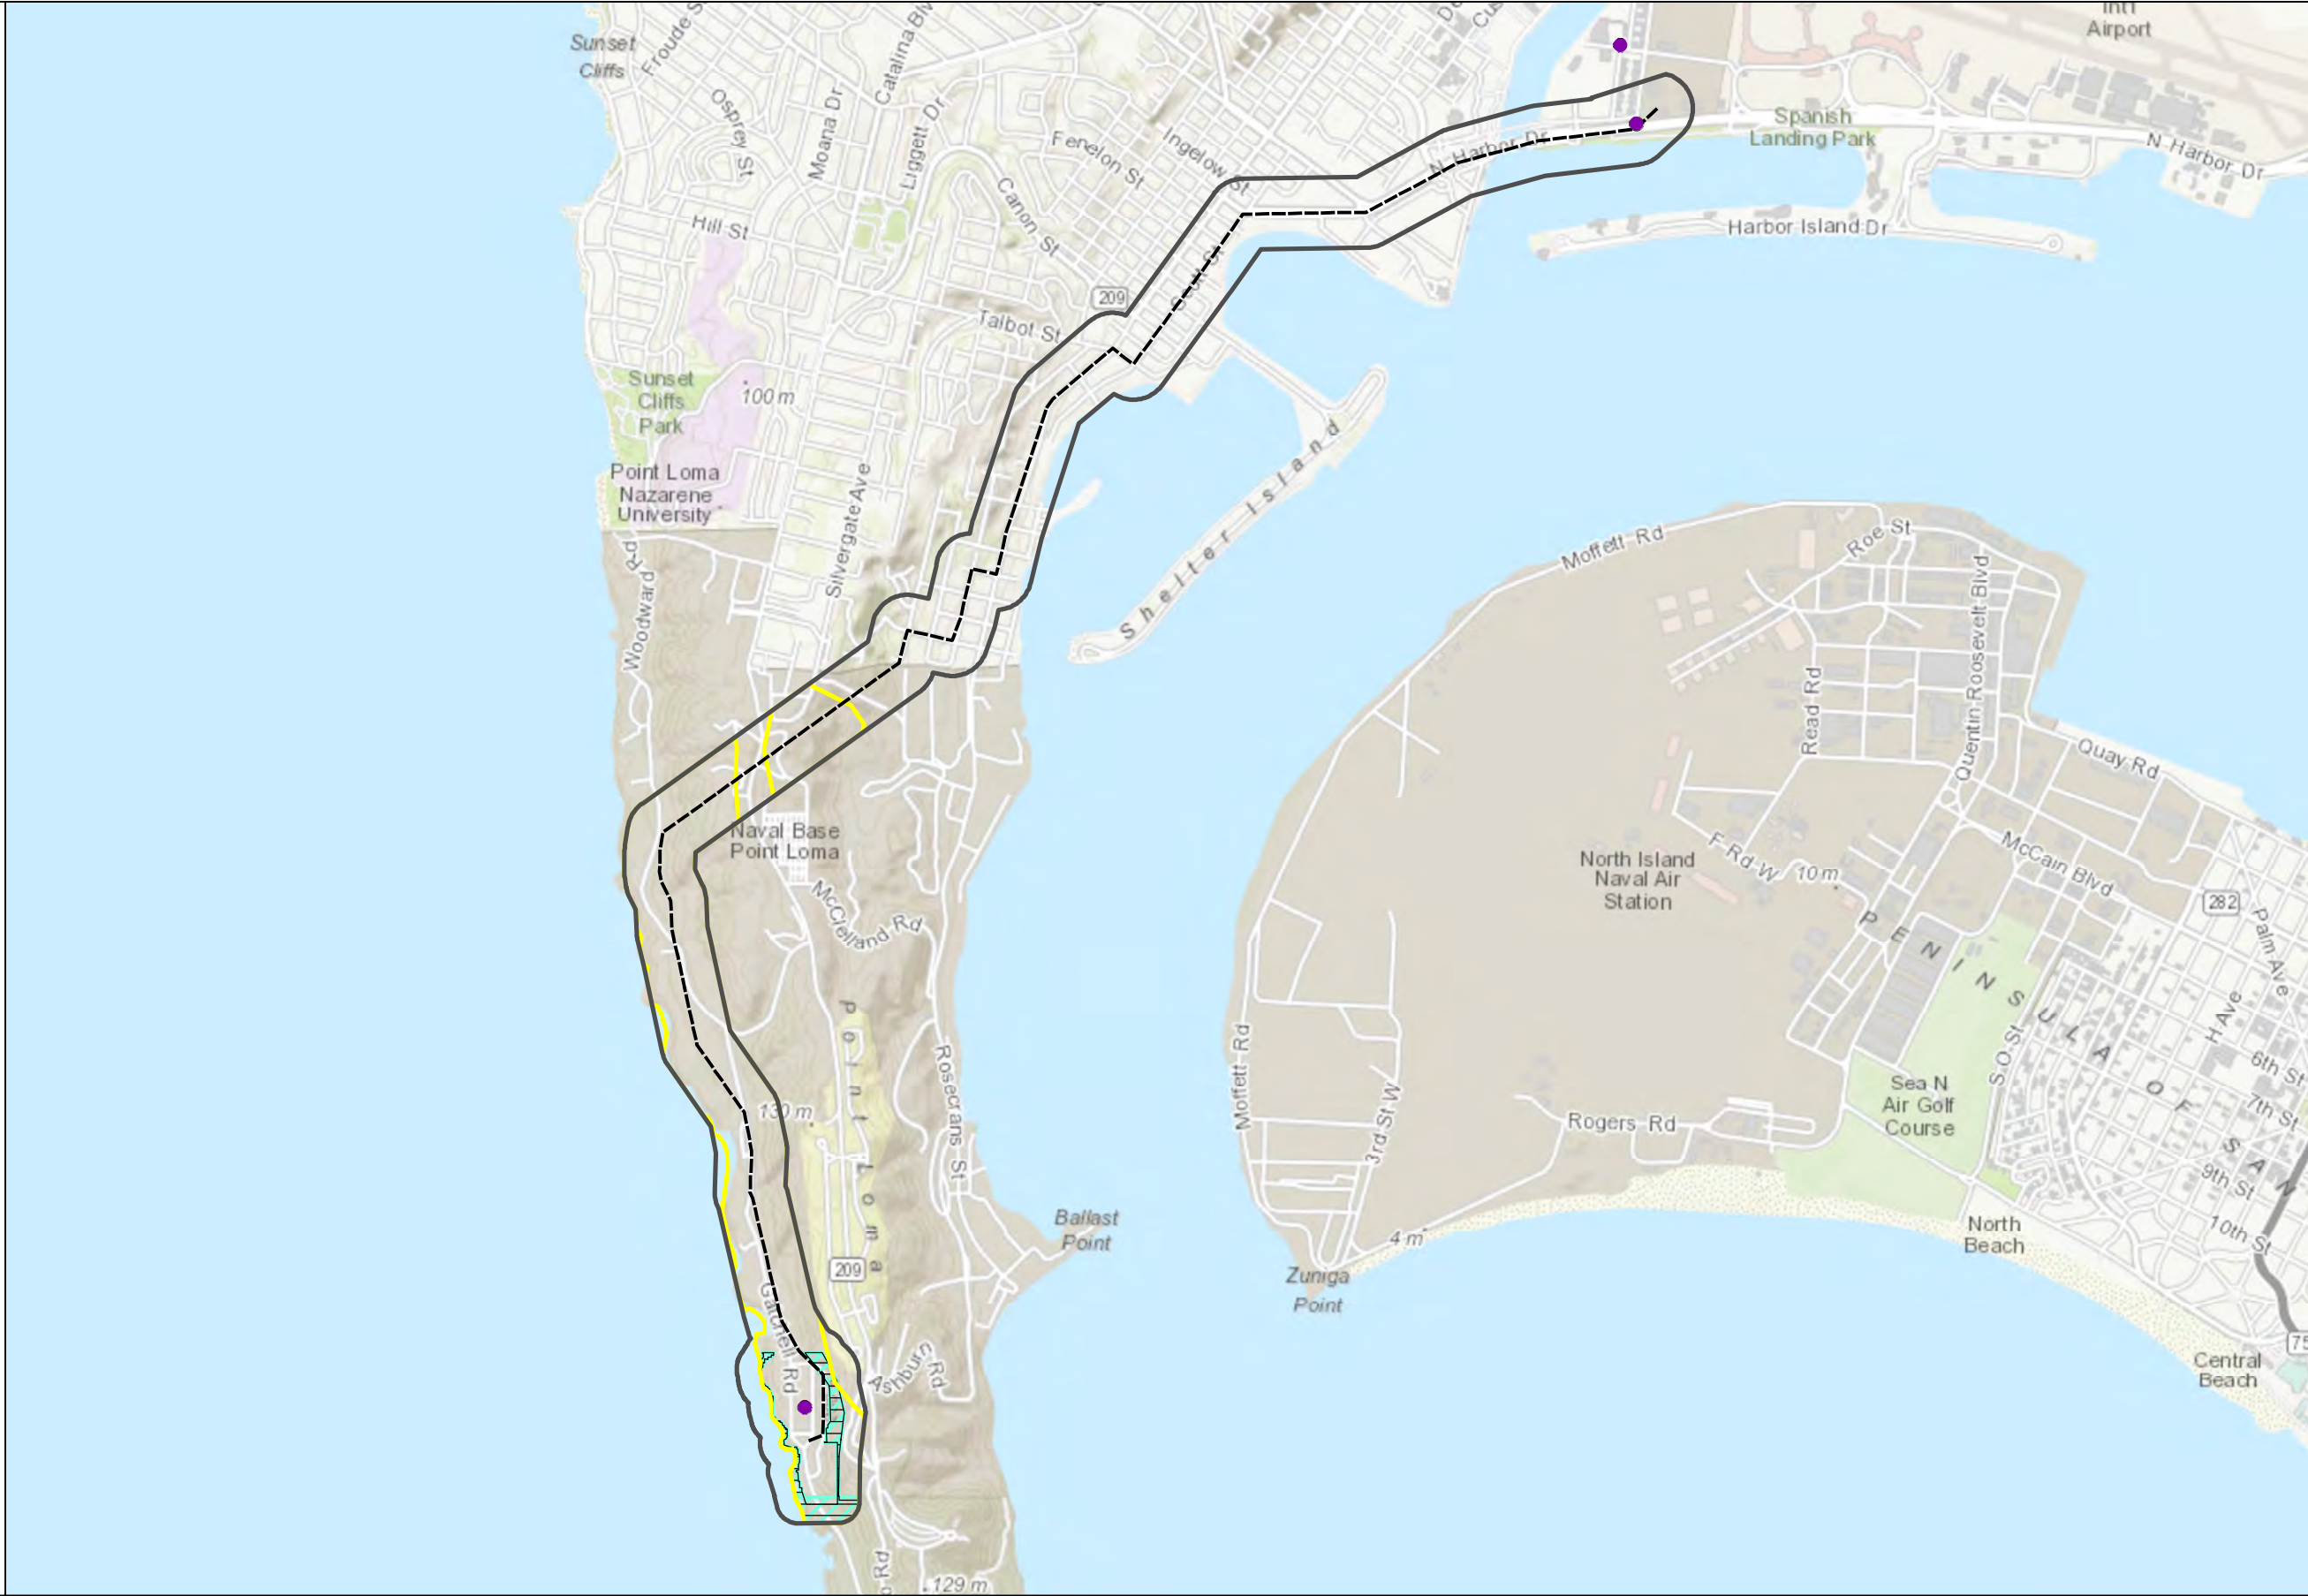 Sunset
Cliffs
Froude S
Catalina Blv
Int'l
Airport
Osprey St
Moana Dr
Liggett Dr
Fenelon St
Ingelow St
N Harbor Dr
Spanish
Landing Park
N Harbor Dr
Canon St
Hill St
Harbor Island Dr
Scott St
209
Talbot St
Sunset
Cliffs
Park
100 m
Shelter Island
Point Loma
Nazarene
University
Silvergate Ave
Woodward Rd
Moffett Rd
Roe St
Quentin Roosevelt Blvd
Read Rd
Quay Rd
Naval Base
Point Loma
McClelland Rd
North Island
Naval Air
Station
F Rd W
10 m
McCain Blvd
282
Palm Ave
PENINSULA OF SAN
H Ave
S O St
Point Loma
Rosecrans St
Moffett Rd
3rd St W
130 m
Rogers Rd
Sea N
Air Golf
Course
6th St
7th St
9th St
10th St
Ballast
Point
4 m
North
Beach
209
Zuniga
Point
Gatchell Rd
Ashburn Rd
75
Central
Beach
Rd
129 m